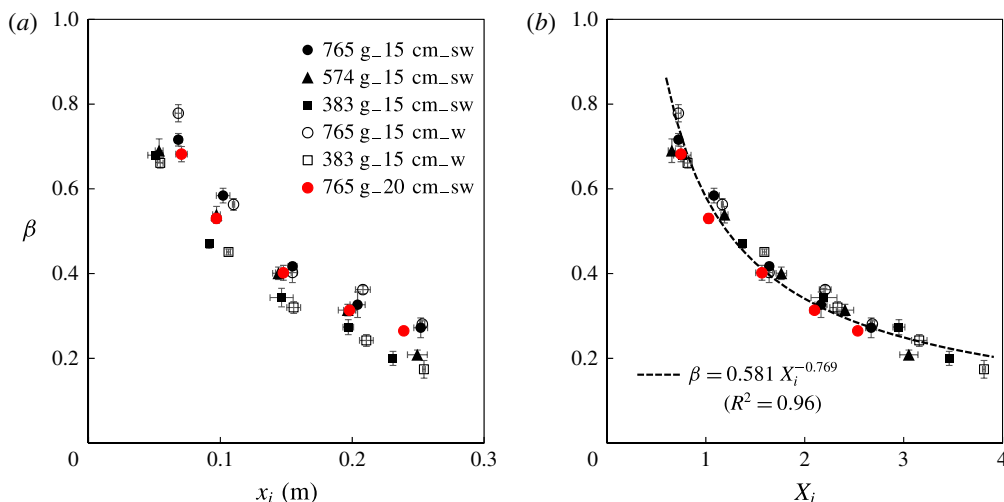 (a)
1.0
0.8
0.6
0.4
0.2
β
0
0.1
0.2
0.3
x_i (m)
765 g_15 cm_sw
574 g_15 cm_sw
383 g_15 cm_sw
765 g_15 cm_w
383 g_15 cm_w
765 g_20 cm_sw
(b)
1.0
0.8
0.6
0.4
0.2
0
1
2
3
4
X_i
β = 0.581 X_i^{-0.769}
(R² = 0.96)